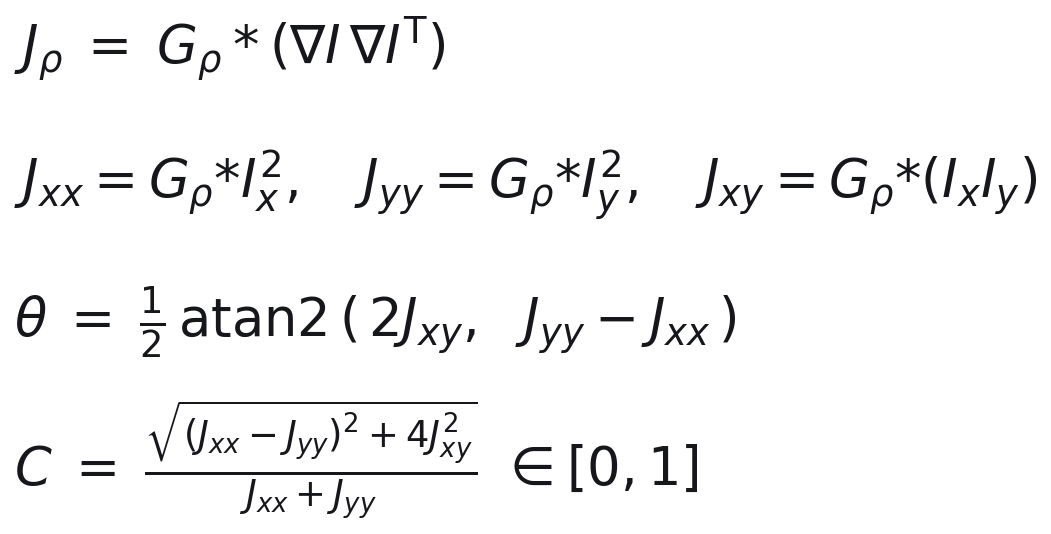 J_ρ = G_ρ * (∇I ∇I^T)
J_xx = G_ρ * I_x^2, J_yy = G_ρ * I_y^2, J_xy = G_ρ * (I_x I_y)
θ = 1/2 atan2 ( 2J_xy, J_yy − J_xx )
C = √((J_xx − J_yy)^2 + 4J_xy^2) / (J_xx + J_yy) ∈ [0, 1]